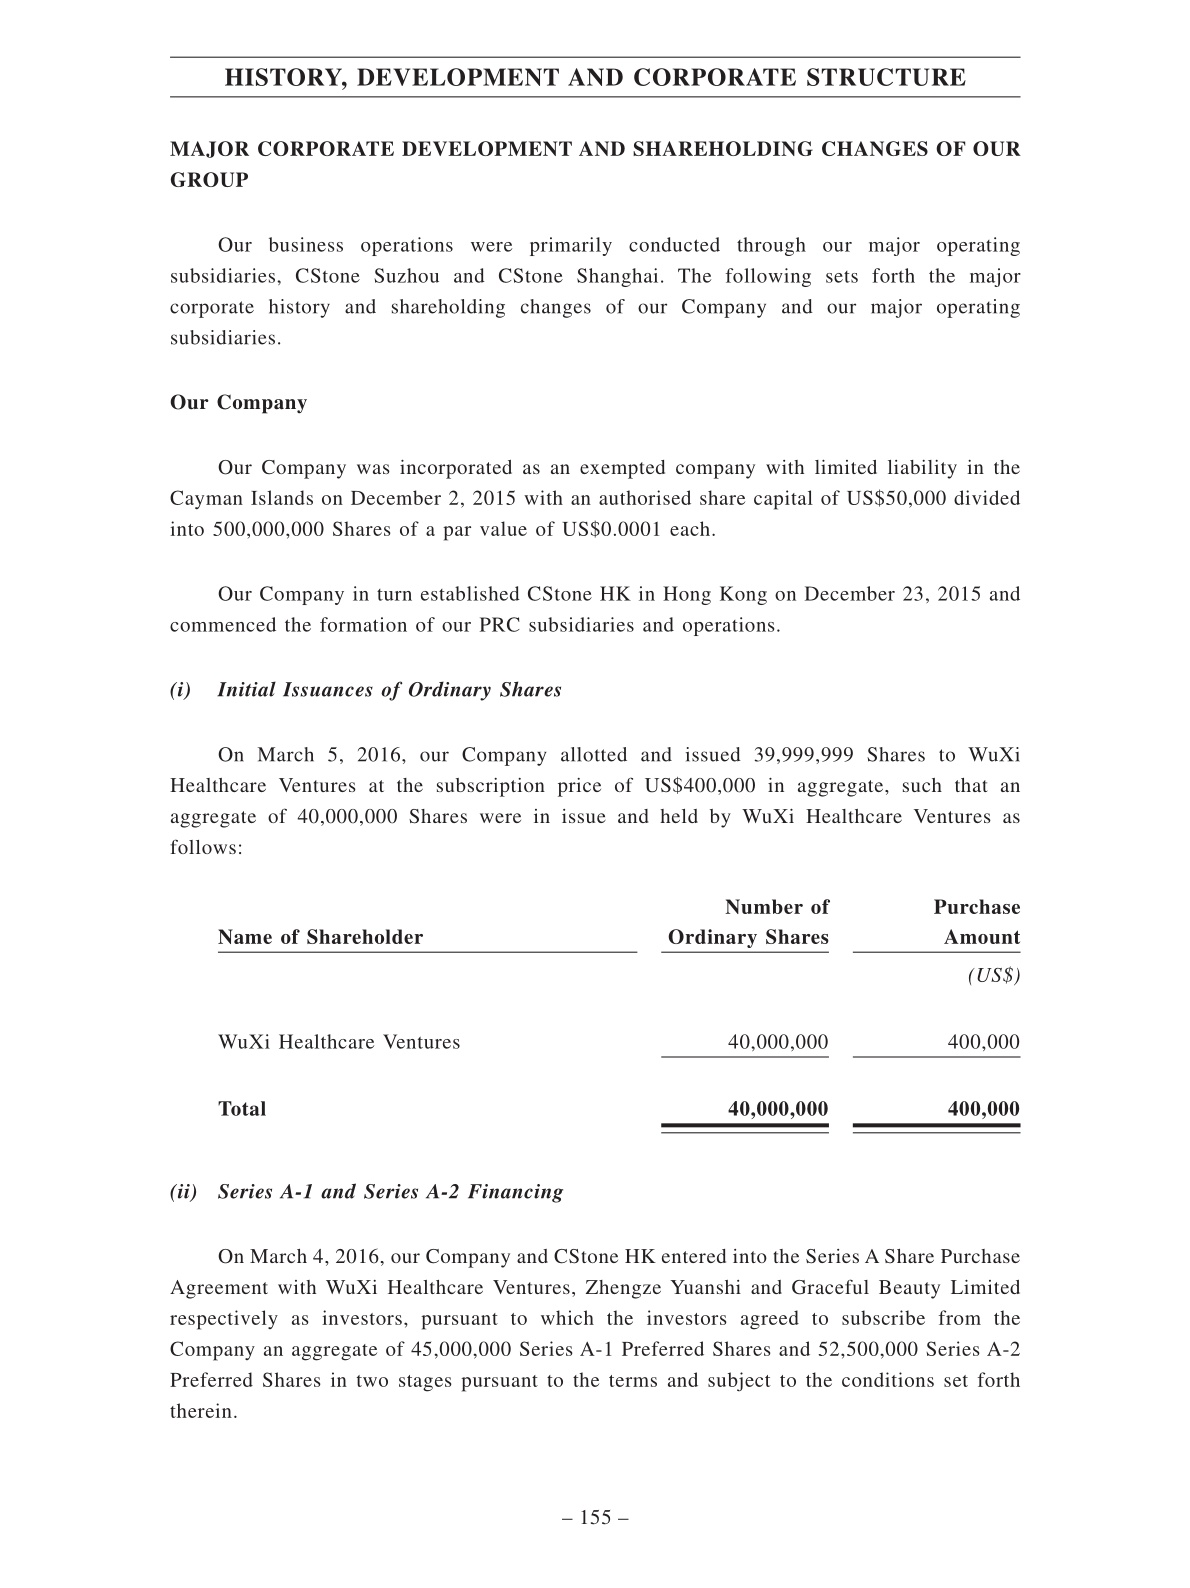 HISTORY, DEVELOPMENT AND CORPORATE STRUCTURE
MAJOR CORPORATE DEVELOPMENT AND SHAREHOLDING CHANGES OF OUR
GROUP
Our business operations were primarily conducted through our major operating
subsidiaries, CStone Suzhou and CStone Shanghai. The following sets forth the major
corporate history and shareholding changes of our Company and our major operating
subsidiaries.
Our Company
Our Company was incorporated as an exempted company with limited liability in the
Cayman Islands on December 2, 2015 with an authorised share capital of US$50,000 divided
into 500,000,000 Shares of a par value of US$0.0001 each.
Our Company in turn established CStone HK in Hong Kong on December 23, 2015 and
commenced the formation of our PRC subsidiaries and operations.
(i) Initial Issuances of Ordinary Shares
On March 5, 2016, our Company allotted and issued 39,999,999 Shares to WuXi
Healthcare Ventures at the subscription price of US$400,000 in aggregate, such that an
aggregate of 40,000,000 Shares were in issue and held by WuXi Healthcare Ventures as
follows:
Number of Purchase
Name of Shareholder Ordinary Shares Amount
(US$)
WuXi Healthcare Ventures 40,000,000 400,000
Total 40,000,000 400,000
(ii) Series A-1 and Series A-2 Financing
On March 4, 2016, our Company and CStone HK entered into the Series A Share Purchase
Agreement with WuXi Healthcare Ventures, Zhengze Yuanshi and Graceful Beauty Limited
respectively as investors, pursuant to which the investors agreed to subscribe from the
Company an aggregate of 45,000,000 Series A-1 Preferred Shares and 52,500,000 Series A-2
Preferred Shares in two stages pursuant to the terms and subject to the conditions set forth
therein.
– 155 –